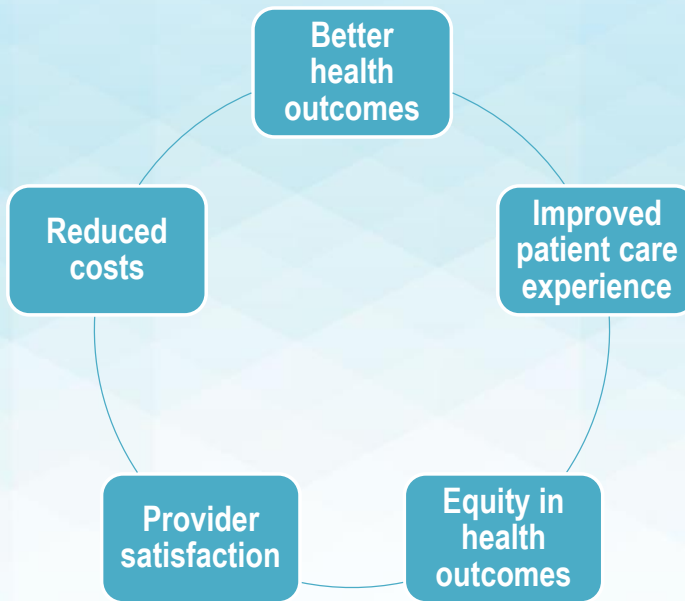 Better
health
outcomes
Improved
patient care
experience
Equity in
health
outcomes
Provider
satisfaction
Reduced
costs